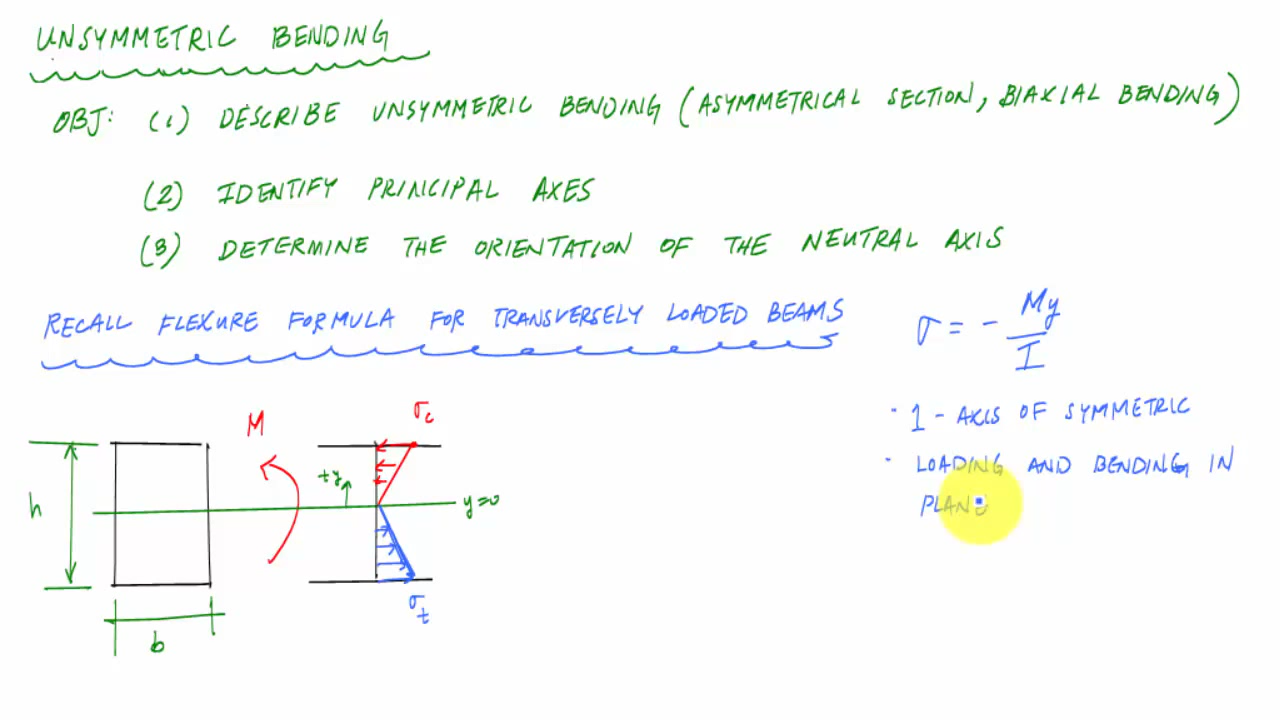 UNSYMMETRIC BENDING
OBJ: (1) DESCRIBE UNSYMMETRIC BENDING (ASYMMETRICAL SECTION, BIAXIAL BENDING)
(2) IDENTIFY PRINCIPAL AXES
(3) DETERMINE THE ORIENTATION OF THE NEUTRAL AXIS
RECALL FLEXURE FORMULA FOR TRANSVERSELY LOADED BEAMS
σ = - My/I
· 1 - AXIS OF SYMMETRIC
· LOADING AND BENDING IN
PLANE
M
σc
+y
h
y=0
σt
b